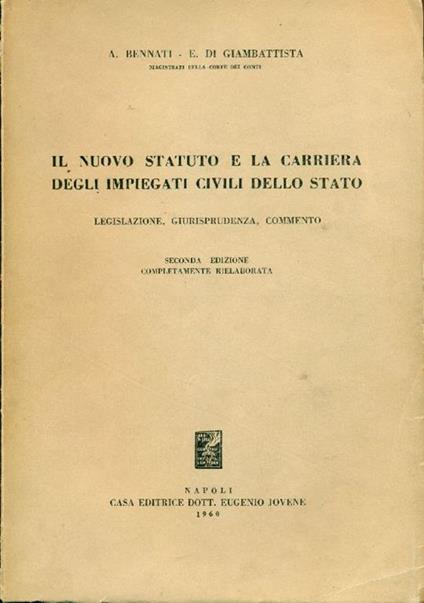 A. BENNATI - E. DI GIAMBATTISTA
MAGISTRATI DELLA CORTE DEI CONTI
IL NUOVO STATUTO E LA CARRIERA
DEGLI IMPIEGATI CIVILI DELLO STATO
LEGISLAZIONE, GIURISPRUDENZA, COMMENTO
SECONDA EDIZIONE
COMPLETAMENTE RIELABORATA
NAPOLI
CASA EDITRICE DOTT. EUGENIO JOVENE
1960